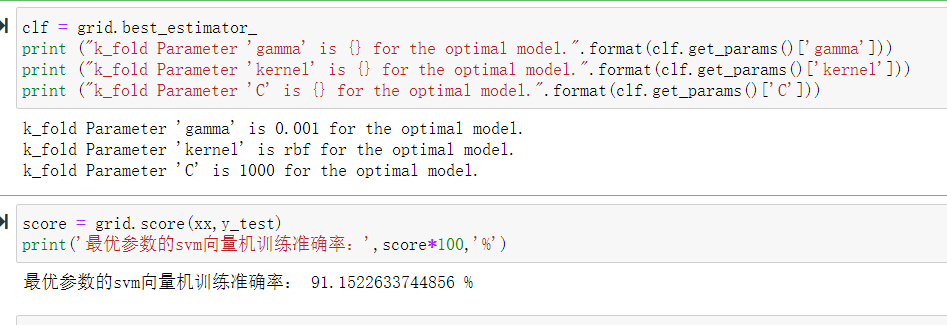 clf = grid.best_estimator_
print ("k_fold Parameter 'gamma' is {} for the optimal model.".format(clf.get_params()['gamma']))
print ("k_fold Parameter 'kernel' is {} for the optimal model.".format(clf.get_params()['kernel']))
print ("k_fold Parameter 'C' is {} for the optimal model.".format(clf.get_params()['C']))
k_fold Parameter 'gamma' is 0.001 for the optimal model.
k_fold Parameter 'kernel' is rbf for the optimal model.
k_fold Parameter 'C' is 1000 for the optimal model.
score = grid.score(xx,y_test)
print('最优参数的svm向量机训练准确率：',score*100,'%')
最优参数的svm向量机训练准确率： 91.1522633744856 %